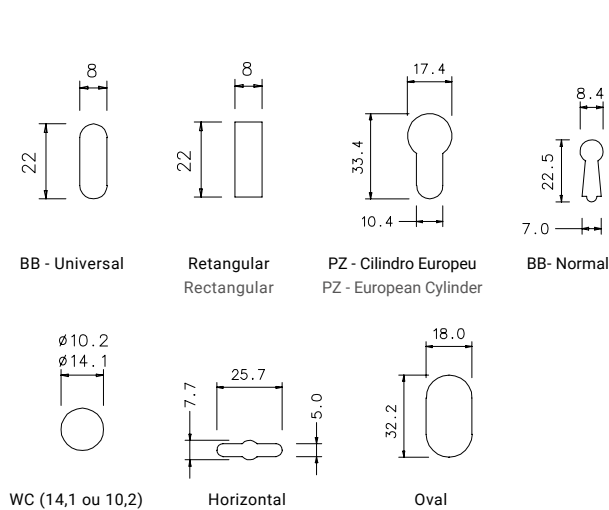 8
22
8
22
17.4
33.4
10.4
8.4
22.5
7.0
BB - Universal
Retangular
Rectangular
PZ - Cilindro Europeu
PZ - European Cylinder
BB- Normal
ø10.2
ø14.1
25.7
7.7
5.0
18.0
32.2
WC (14,1 ou 10,2)
Horizontal
Oval